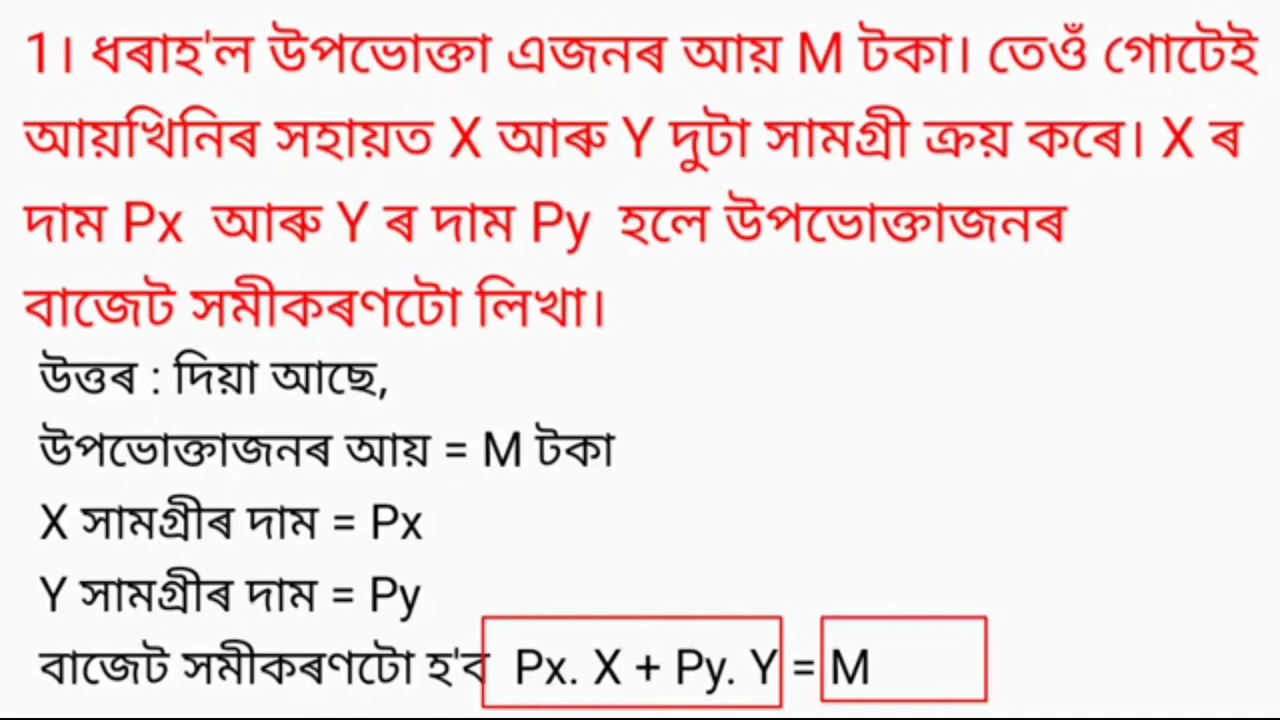 1। ধৰাহ'ল উপভোক্তা এজনৰ আয় M টকা। তেওঁ গোটেই
আয়খিনিৰ সহায়ত X আৰু Y দুটা সামগ্ৰী ক্ৰয় কৰে। X ৰ
দাম Px আৰু Y ৰ দাম Py হলে উপভোক্তাজনৰ
বাজেট সমীকৰণটো লিখা।
উত্তৰ : দিয়া আছে,
উপভোক্তাজনৰ আয় = M টকা
X সামগ্ৰীৰ দাম = Px
Y সামগ্ৰীৰ দাম = Py
বাজেট সমীকৰণটো হ'ব Px. X + Py. Y = M